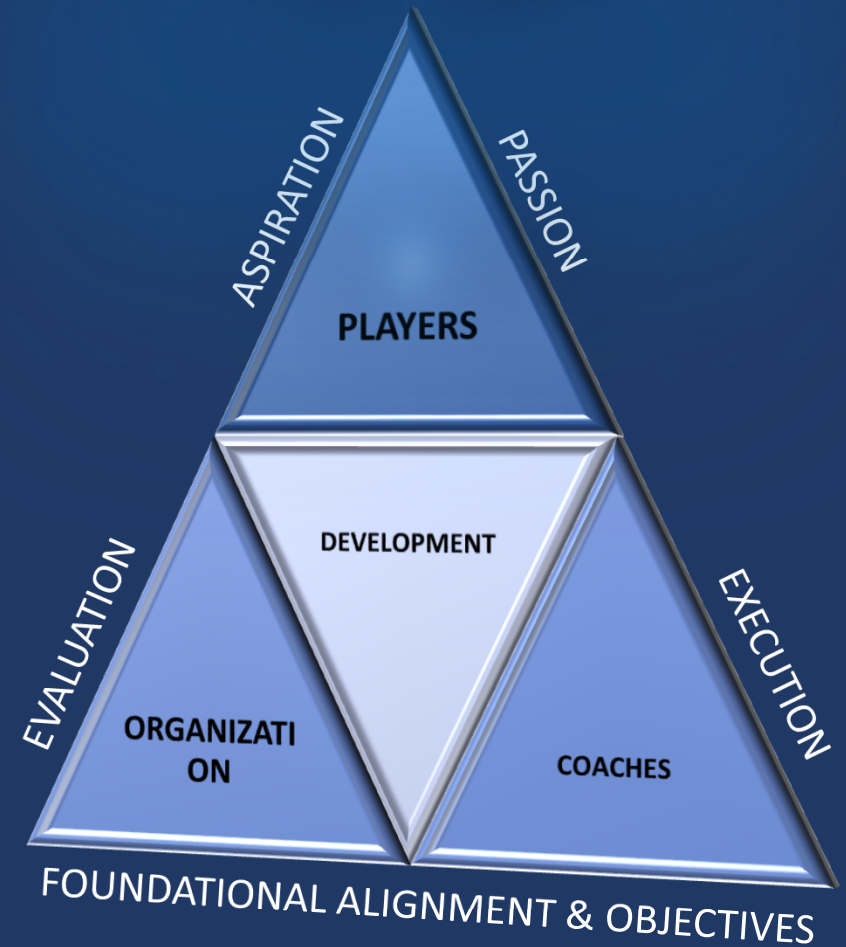 ASPIRATION
PASSION
PLAYERS
DEVELOPMENT
EVALUATION
EXECUTION
ORGANIZATI
ON
COACHES
FOUNDATIONAL ALIGNMENT & OBJECTIVES